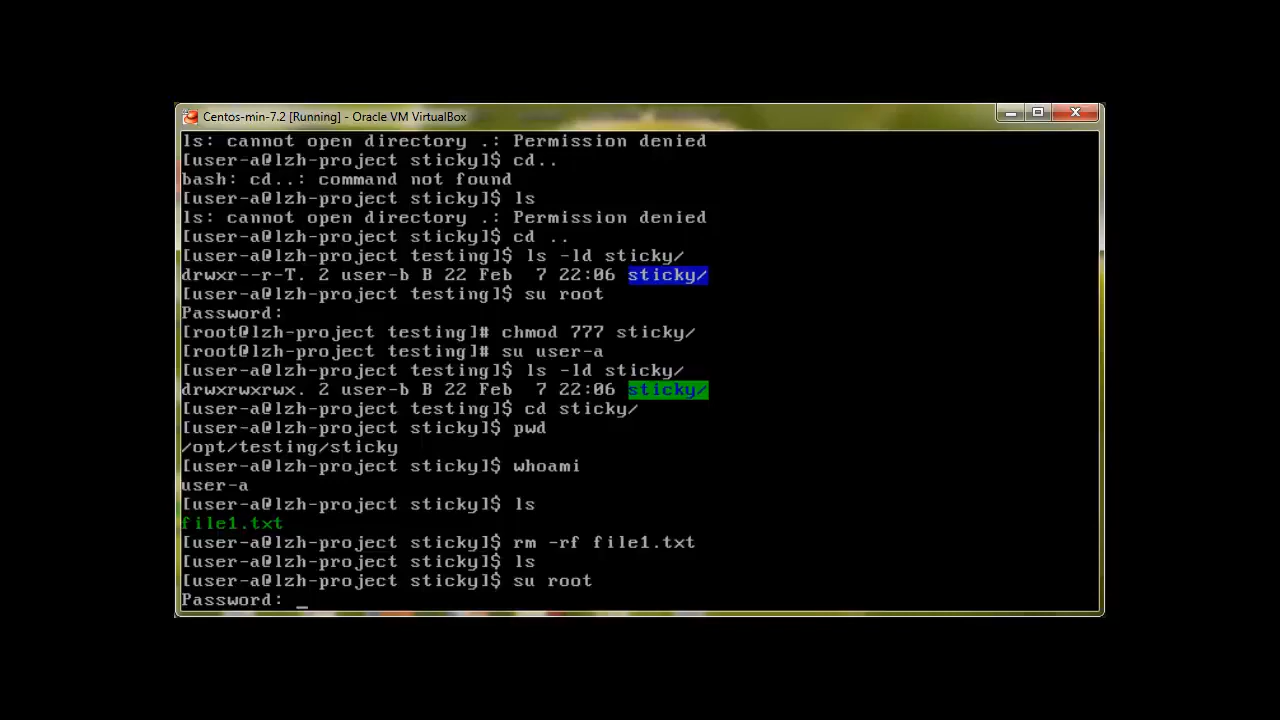 Centos-min-7.2 [Running] - Oracle VM VirtualBox
ls: cannot open directory .: Permission denied
[user-a@lzh-project sticky]$ cd..
bash: cd..: command not found
[user-a@lzh-project sticky]$ ls
ls: cannot open directory .: Permission denied
[user-a@lzh-project sticky]$ cd ..
[user-a@lzh-project testing]$ ls -ld sticky/
drwxr--r-T. 2 user-b B 22 Feb  7 22:06 sticky/
[user-a@lzh-project testing]$ su root
Password:
[root@lzh-project testing]# chmod 777 sticky/
[root@lzh-project testing]# su user-a
[user-a@lzh-project testing]$ ls -ld sticky/
drwxrwxrwx. 2 user-b B 22 Feb  7 22:06 sticky/
[user-a@lzh-project testing]$ cd sticky/
[user-a@lzh-project sticky]$ pwd
/opt/testing/sticky
[user-a@lzh-project sticky]$ whoami
user-a
[user-a@lzh-project sticky]$ ls
file1.txt
[user-a@lzh-project sticky]$ rm -rf file1.txt
[user-a@lzh-project sticky]$ ls
[user-a@lzh-project sticky]$ su root
Password: _